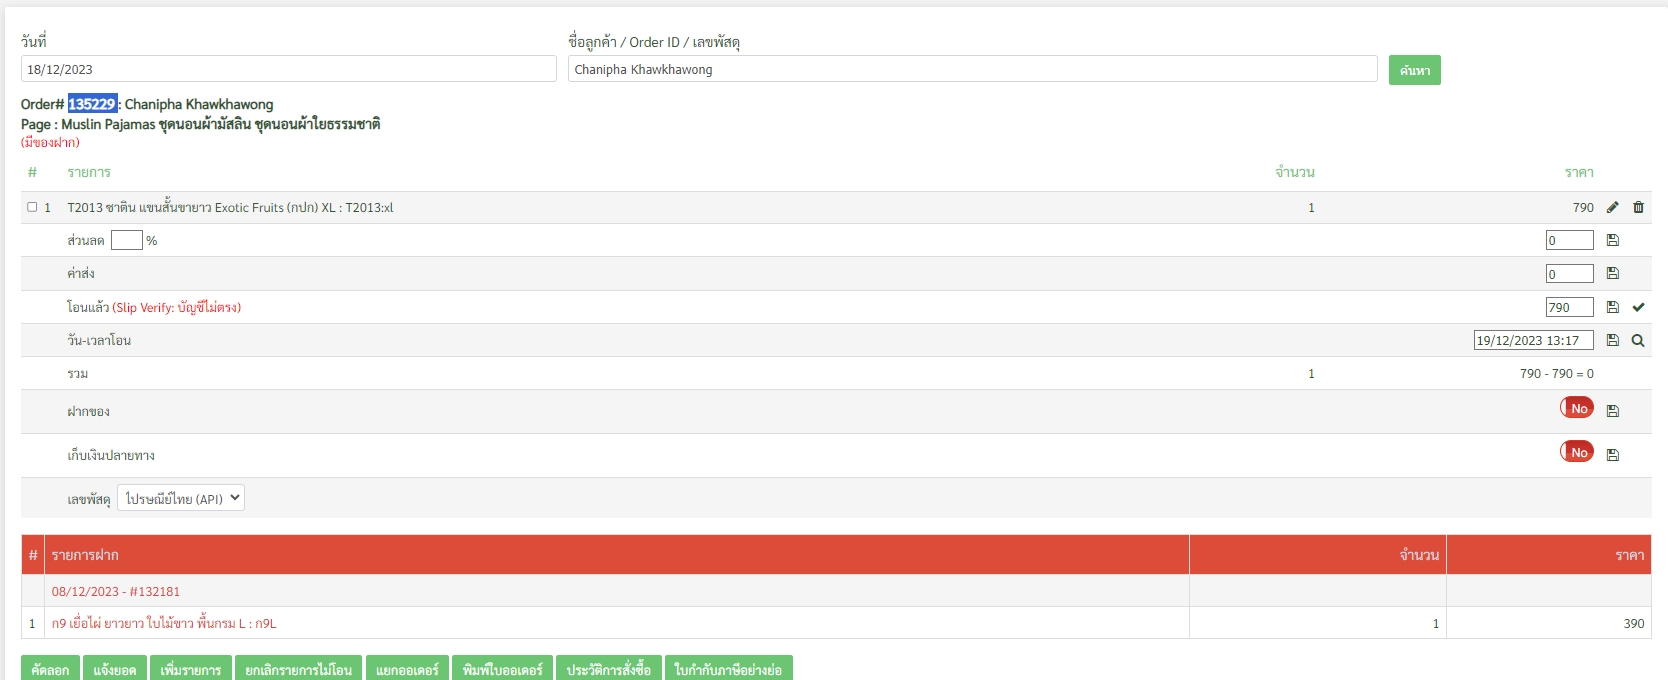 วันที่ ชื่อลูกค้า / Order ID / เลขพัสดุ
18/12/2023 Chanipha Khawkhawong ค้นหา
Order# 135229 : Chanipha Khawkhawong
Page : Muslin Pajamas ชุดนอนผ้ามัสลิน ชุดนอนผ้าใยธรรมชาติ
(มีของฝาก)
# รายการ จำนวน ราคา
1 T2013 ซาติน แขนสั้นขายาว Exotic Fruits (กปก) XL : T2013:xl 1 790
ส่วนลด % 0
ค่าส่ง 0
โอนแล้ว (Slip Verify: บัญชีไม่ตรง) 790
วัน-เวลาโอน 19/12/2023 13:17
รวม 1 790 - 790 = 0
ฝากของ No
เก็บเงินปลายทาง No
เลขพัสดุ ไปรษณีย์ไทย (API)
# รายการฝาก จำนวน ราคา
08/12/2023 - #132181
1 ก9 เยื่อไผ่ ยาวยาว ใบไม้ขาว พื้นกรม L : ก9L 1 390
คัดลอก แจ้งยอด เพิ่มรายการ ยกเลิกรายการไม่โอน แยกออเดอร์ พิมพ์ใบออเดอร์ ประวัติการสั่งซื้อ ใบกำกับภาษีอย่างย่อ